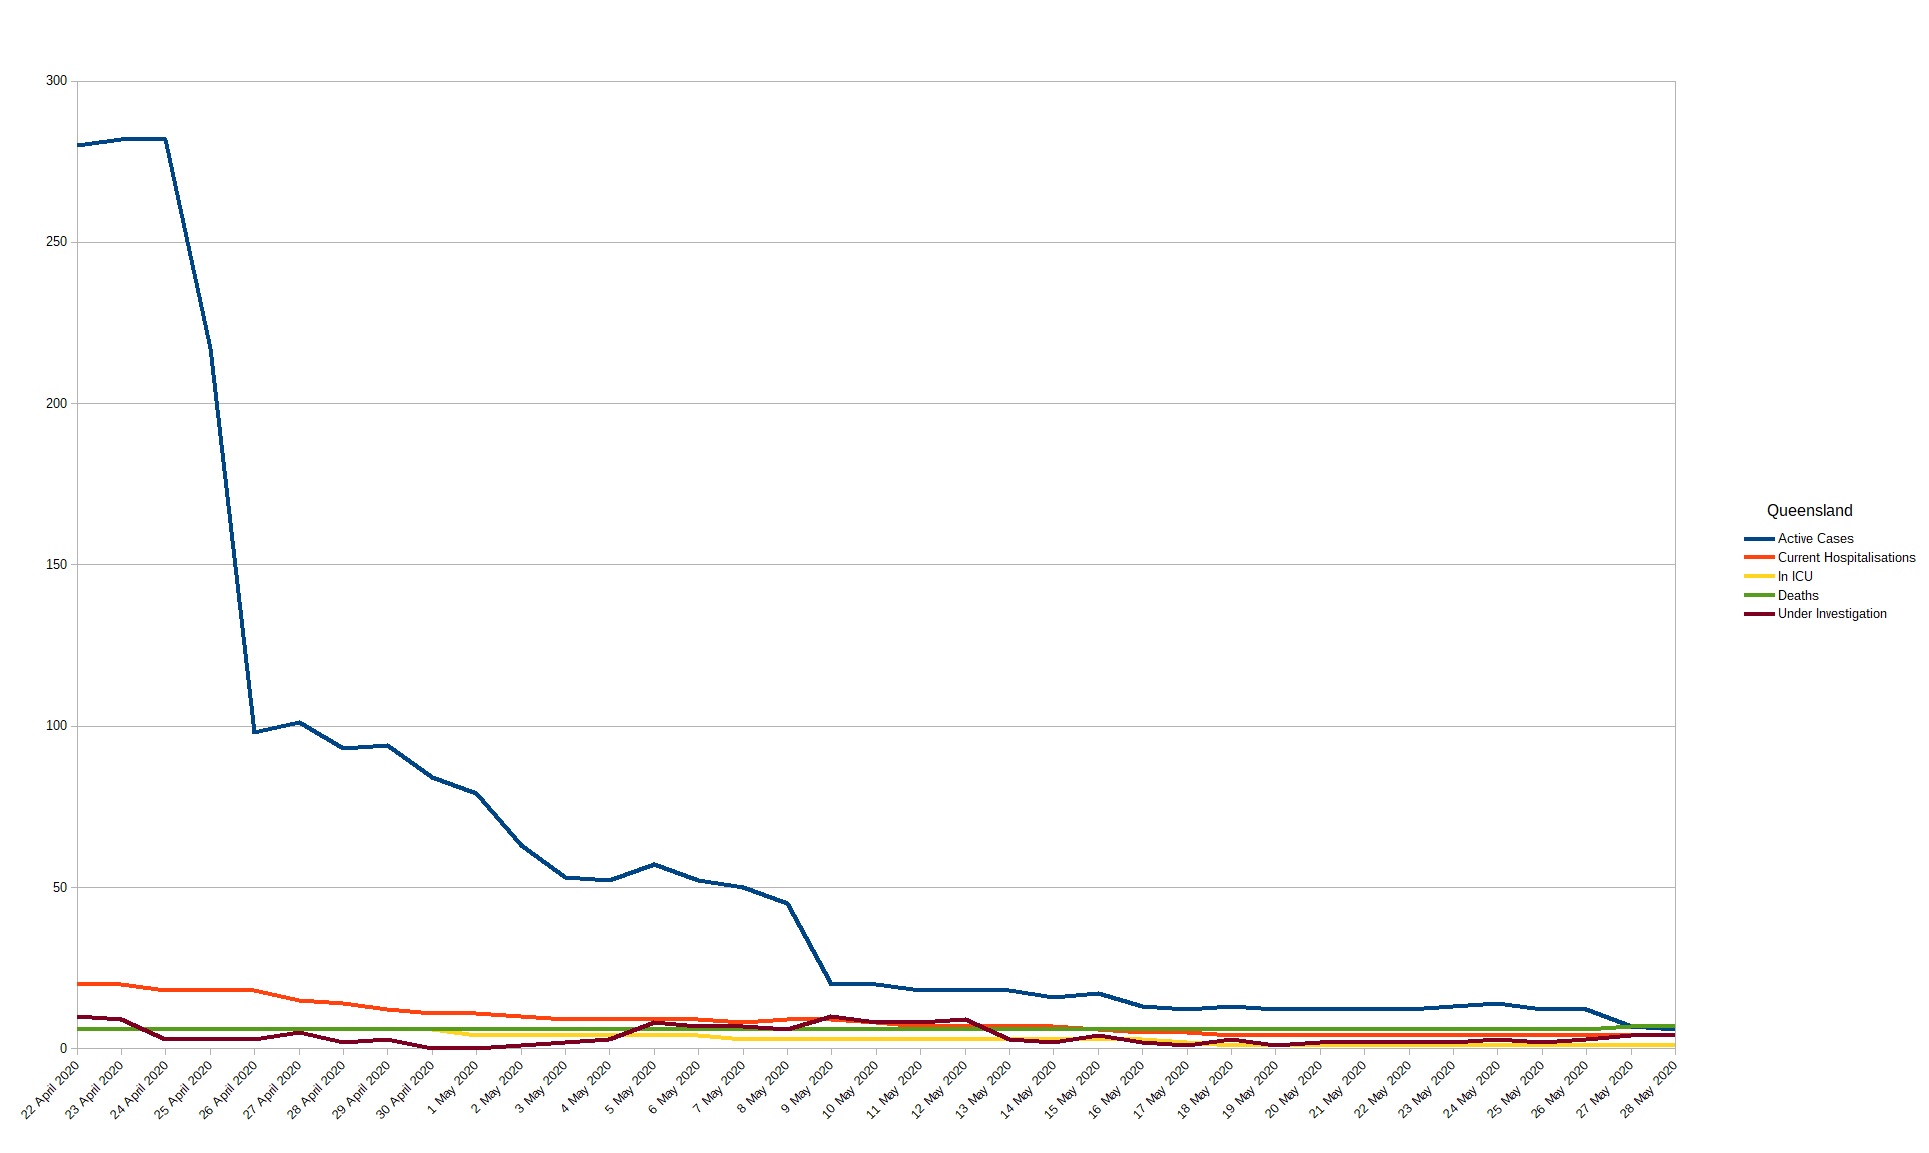 300
250
200
150
100
50
0
22 April 2020
23 April 2020
24 April 2020
25 April 2020
26 April 2020
27 April 2020
28 April 2020
29 April 2020
30 April 2020
1 May 2020
2 May 2020
3 May 2020
4 May 2020
5 May 2020
6 May 2020
7 May 2020
8 May 2020
9 May 2020
10 May 2020
11 May 2020
12 May 2020
13 May 2020
14 May 2020
15 May 2020
16 May 2020
17 May 2020
18 May 2020
19 May 2020
20 May 2020
21 May 2020
22 May 2020
23 May 2020
24 May 2020
25 May 2020
26 May 2020
27 May 2020
28 May 2020
Queensland
Active Cases
Current Hospitalisations
In ICU
Deaths
Under Investigation